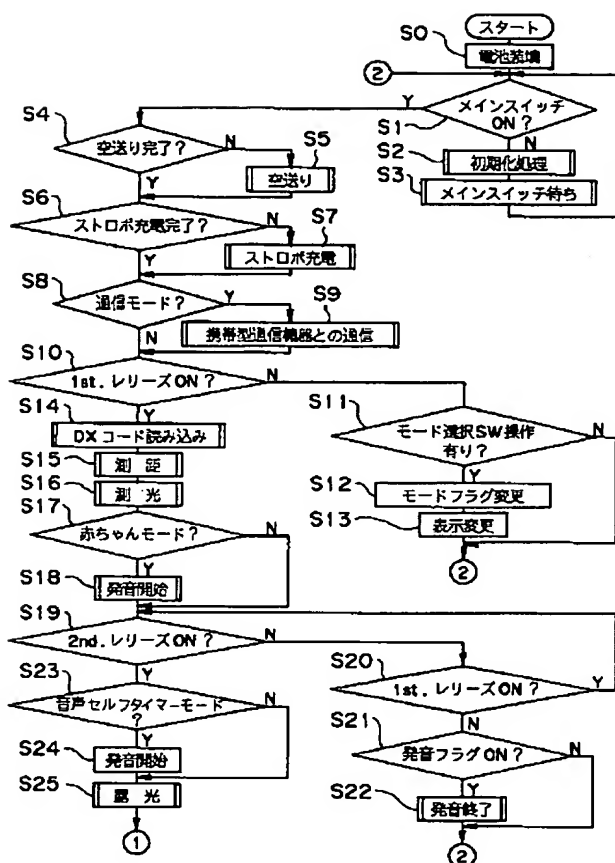 スタート
S0
電池装填
②
Y
メインスイッチ
ON？
S1
N
S2
初期化処理
S3
メインスイッチ待ち
S4
空送り完了？
N
S5
空送り
Y
S6
ストロボ充電完了？
N
S7
ストロボ充電
Y
S8
通信モード？
Y
S9
携帯型通信機器との通信
N
S10
1st．レリーズON？
N
Y
S14
DXコード読み込み
S15
測 距
S16
測 光
S17
赤ちゃんモード？
N
Y
S18
発音開始
S11
モード選択SW操作
有り？
N
Y
S12
モードフラグ変更
S13
表示変更
②
S19
2nd．レリーズON？
N
Y
S20
1st．レリーズON？
Y
N
S21
発音フラグON？
N
Y
S22
発音終了
②
S23
音声セルフタイマーモード
？
N
Y
S24
発音開始
S25
露 光
①